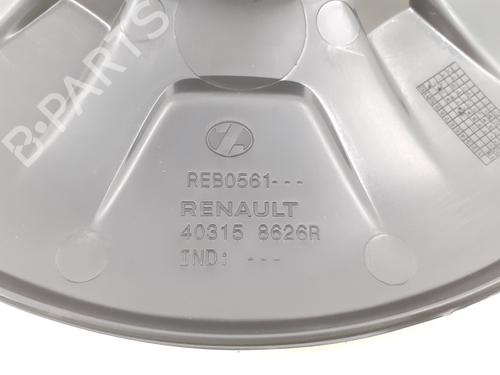 B-PARTS
REB0561---
RENAULT
40315 8626R
IND: ---